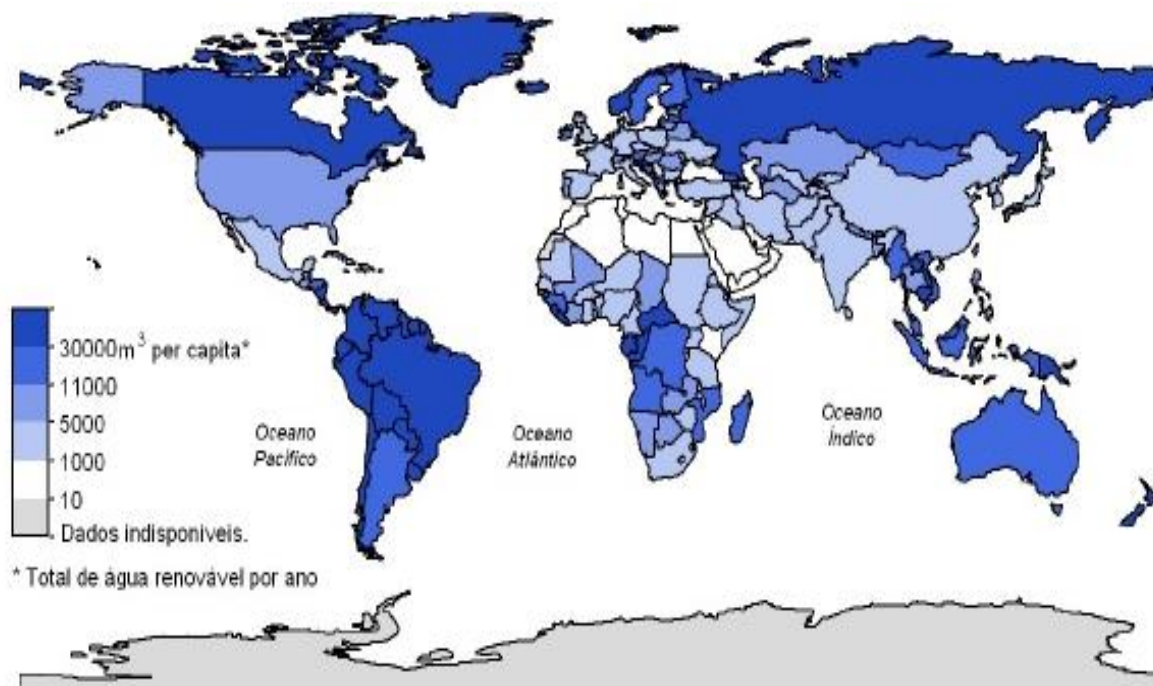 Oceano
Pacífico
Oceano
Atlântico
Oceano
Índico
30000m³ per capita*
11000
5000
1000
10
Dados indisponíveis.
* Total de água renovável por ano